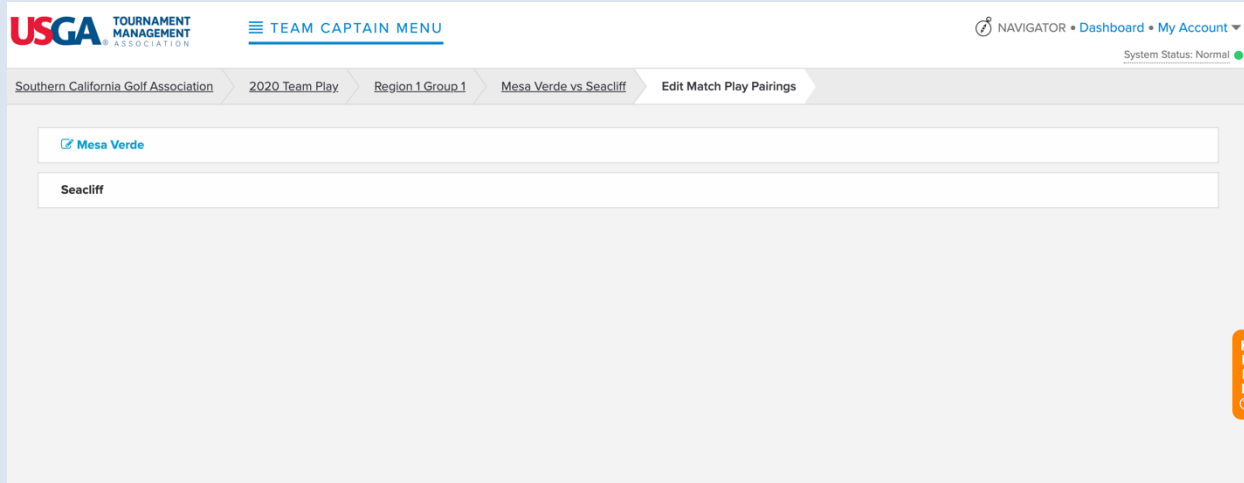 USGA® TOURNAMENT
MANAGEMENT
ASSOCIATION
TEAM CAPTAIN MENU
NAVIGATOR • Dashboard • My Account
System Status: Normal
Southern California Golf Association
2020 Team Play
Region 1 Group 1
Mesa Verde vs Seacliff
Edit Match Play Pairings
Mesa Verde
Seacliff